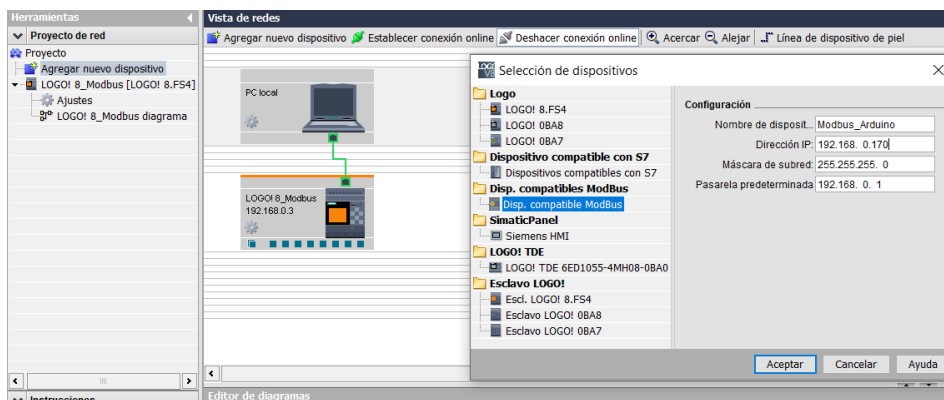 Herramientas
Proyecto de red
Proyecto
Agregar nuevo dispositivo
LOGO! 8_Modbus [LOGO! 8.FS4]
Ajustes
LOGO! 8_Modbus diagrama
Instrucciones
Vista de redes
Agregar nuevo dispositivo Establecer conexión online Deshacer conexión online Acercar Alejar Línea de dispositivo de piel
PC local
LOGO! 8_Modbus
192.168.0.3
Editor de diagramas
Selección de dispositivos
Logo
LOGO! 8.FS4
LOGO! 0BA8
LOGO! 0BA7
Dispositivo compatible con S7
Dispositivos compatibles con S7
Disp. compatibles ModBus
Disp. compatible ModBus
SimaticPanel
Siemens HMI
LOGO! TDE
LOGO! TDE 6ED1055-4MH08-0BA0
Esclavo LOGO!
Escl. LOGO! 8.FS4
Esclavo LOGO! 0BA8
Esclavo LOGO! 0BA7
Configuración
Nombre de disposit... Modbus_Arduino
Dirección IP: 192.168. 0.170
Máscara de subred: 255.255.255. 0
Pasarela predeterminada 192.168. 0. 1
Aceptar Cancelar Ayuda